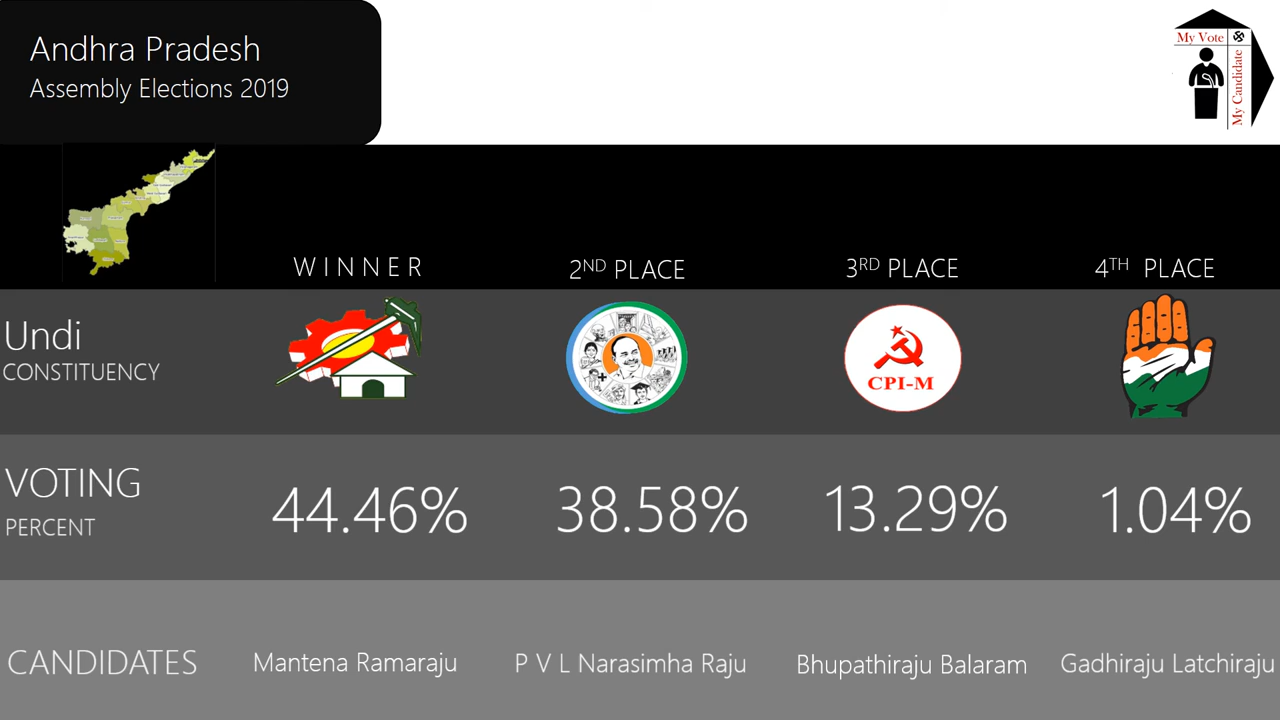 Andhra Pradesh
Assembly Elections 2019
My Vote
My Candidate
WINNER
2ND PLACE
3RD PLACE
4TH PLACE
Undi
CONSTITUENCY
CPI-M
VOTING
PERCENT
44.46%
38.58%
13.29%
1.04%
CANDIDATES
Mantena Ramaraju
P V L Narasimha Raju
Bhupathiraju Balaram
Gadhiraju Latchiraju